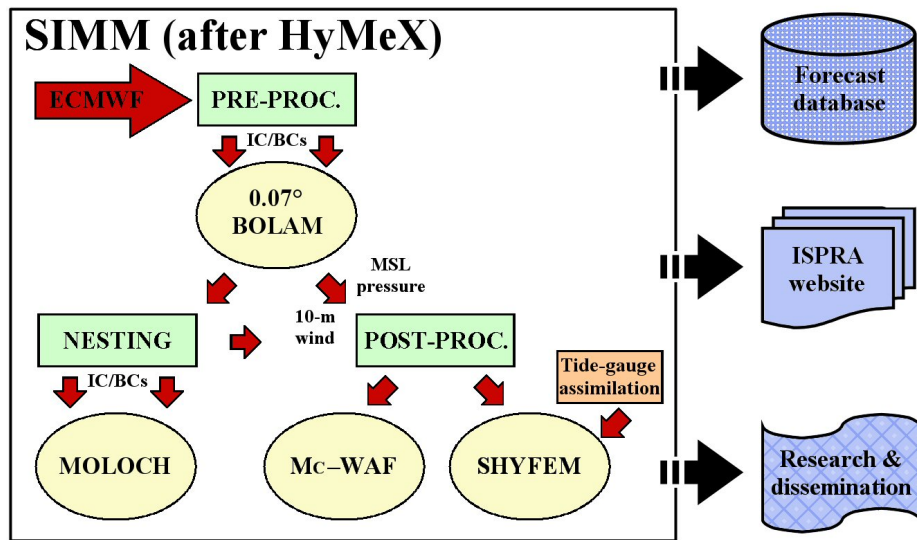 SIMM (after HyMeX)
ECMWF
PRE-PROC.
IC/BCs
0.07°
BOLAM
MSL
pressure
10-m
wind
NESTING
POST-PROC.
IC/BCs
Tide-gauge
assimilation
MOLOCH
Mc–WAF
SHYFEM
Forecast
database
ISPRA
website
Research &
dissemination